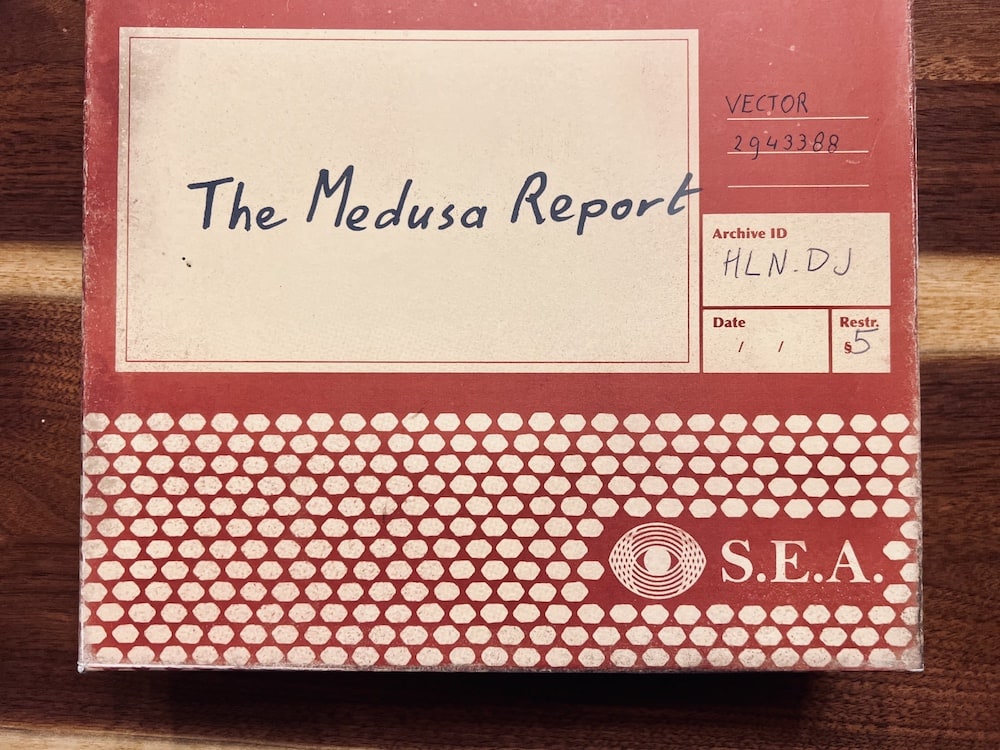 The Medusa Report
VECTOR
2943388
Archive ID
HLN.DJ
Date
/ /
Restr.
§5
S.E.A.